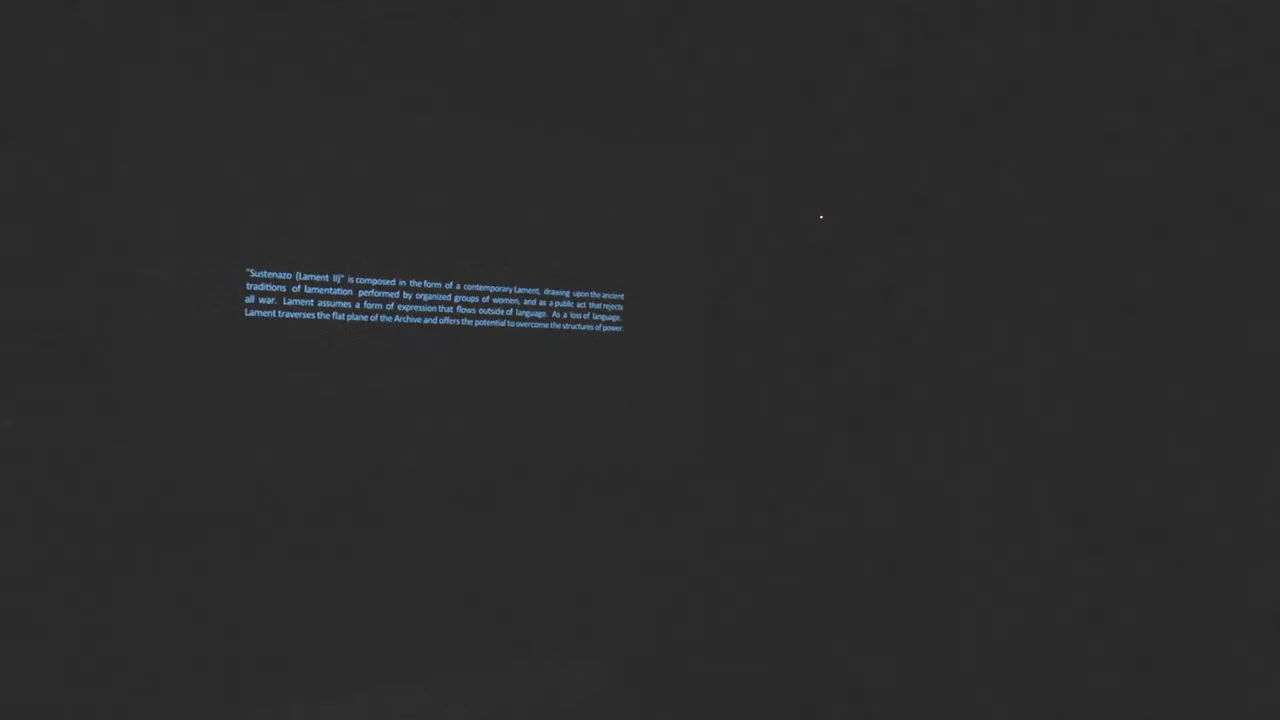 "Sustenazo (Lament II)" is composed in the form of a contemporary Lament, drawing upon the ancient
traditions of lamentation performed by organized groups of women, and as a public act that rejects
all war. Lament assumes a form of expression that flows outside of language. As a loss of language,
Lament traverses the flat plane of the Archive and offers the potential to overcome the structures of power.